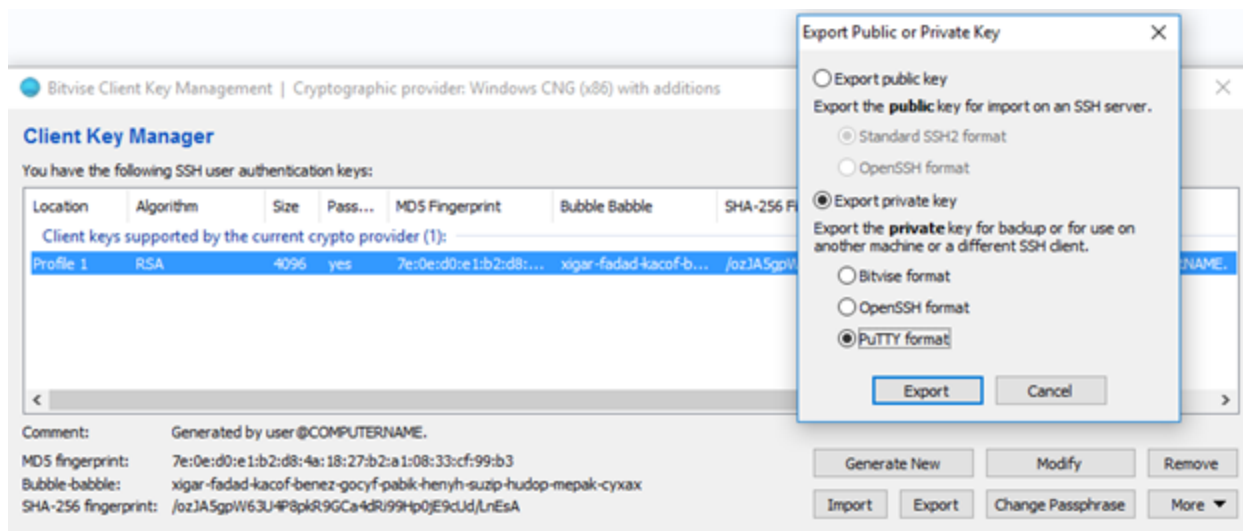 Export Public or Private Key
Bitvise Client Key Management | Cryptographic provider: Windows CNG (x86) with additions
Client Key Manager
You have the following SSH user authentication keys:
Location Algorithm Size Pass... MD5 Fingerprint Bubble Babble SHA-256 Fi
Client keys supported by the current crypto provider (1):
Profile 1 RSA 4096 yes 7e:0e:d0:e1:b2:d8:... xigar-fadad-kacof-b... /ozJA5gpW RNAME.
Export public key
Export the public key for import on an SSH server.
Standard SSH2 format
OpenSSH format
Export private key
Export the private key for backup or for use on
another machine or a different SSH client.
Bitvise format
OpenSSH format
PuTTY format
Export Cancel
Comment: Generated by user@COMPUTERNAME.
MD5 fingerprint: 7e:0e:d0:e1:b2:d8:4a:18:27:b2:a1:08:33:cf:99:b3
Bubble-babble: xigar-fadad-kacof-benez-gocyf-pabik-henyh-suzip-hudop-mepak-cyxax
SHA-256 fingerprint: /ozJA5gpW63U4P8pkR9GCa4dRi99Hp0jE9cUd/LnEsA
Generate New Modify Remove
Import Export Change Passphrase More